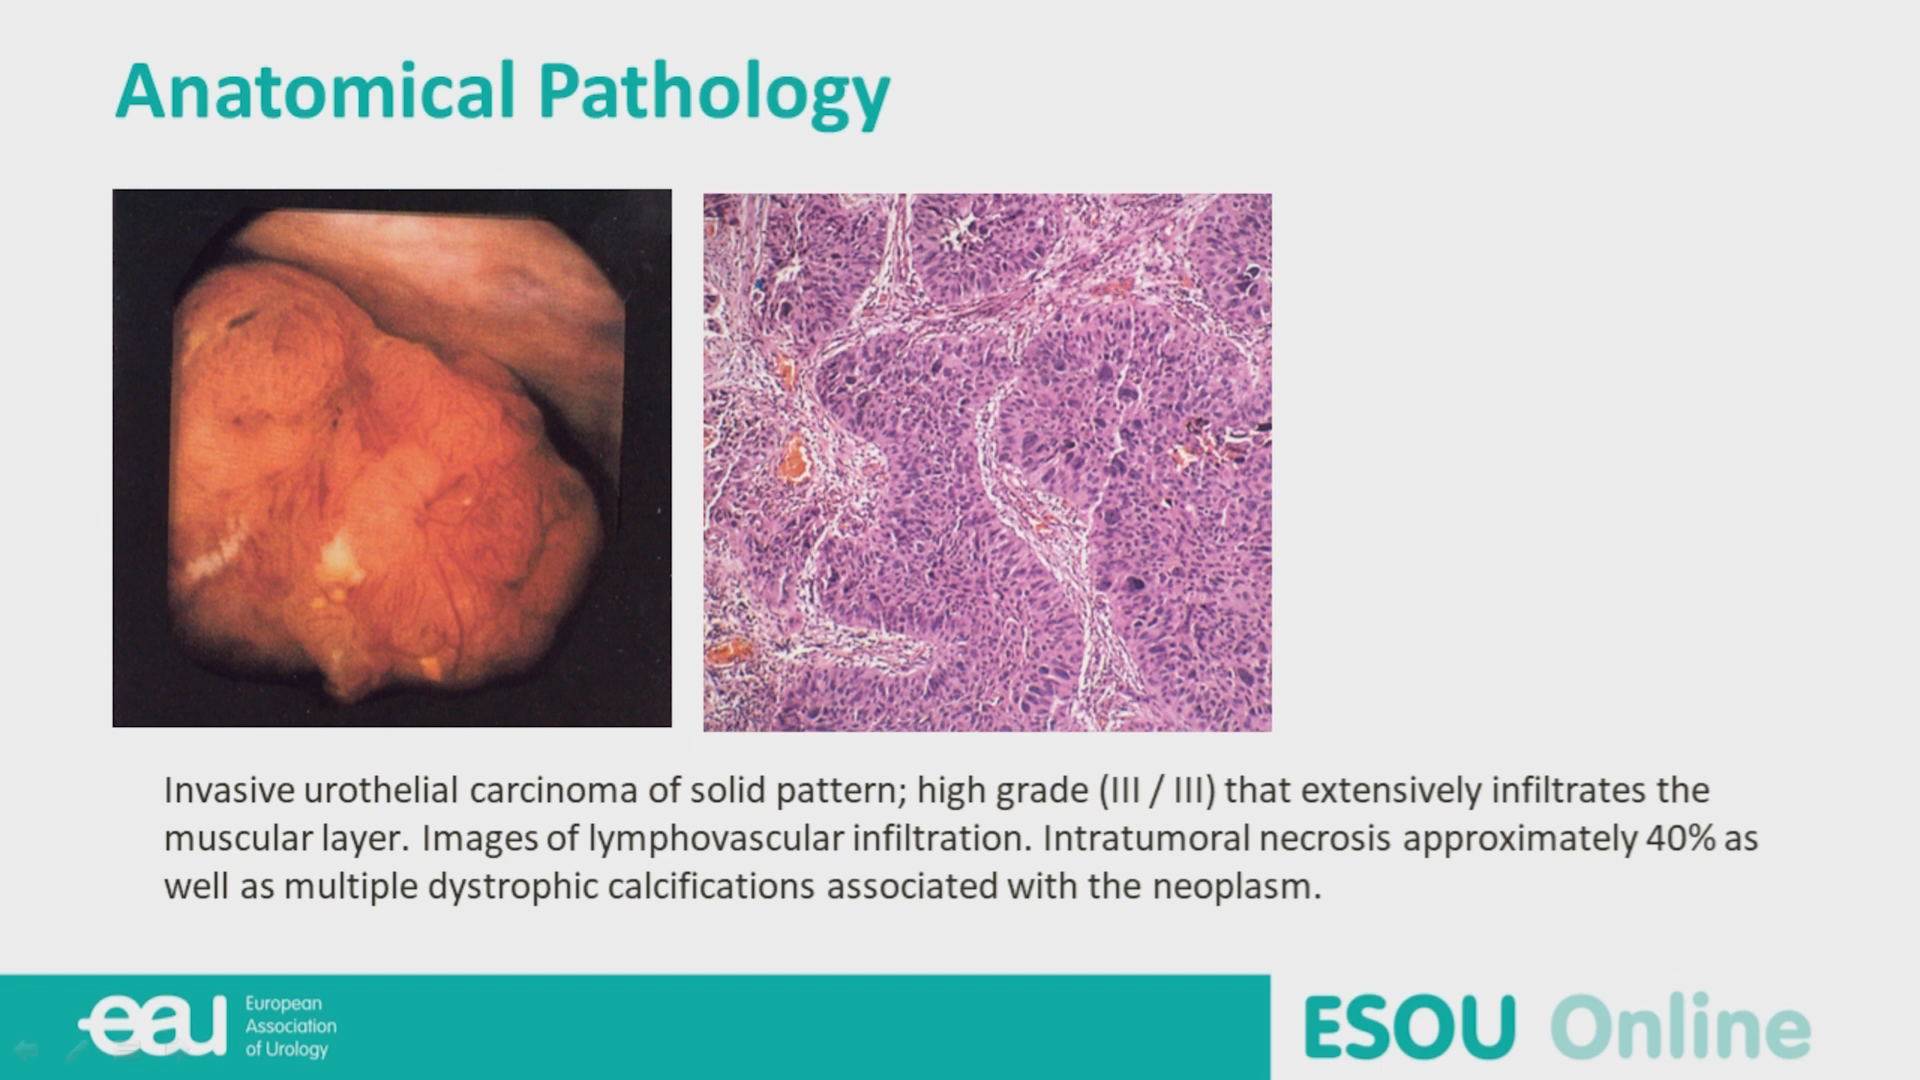 Anatomical Pathology
Invasive urothelial carcinoma of solid pattern; high grade (III / III) that extensively infiltrates the
muscular layer. Images of lymphovascular infiltration. Intratumoral necrosis approximately 40% as
well as multiple dystrophic calcifications associated with the neoplasm.
eau
European
Association
of Urology
ESOU Online